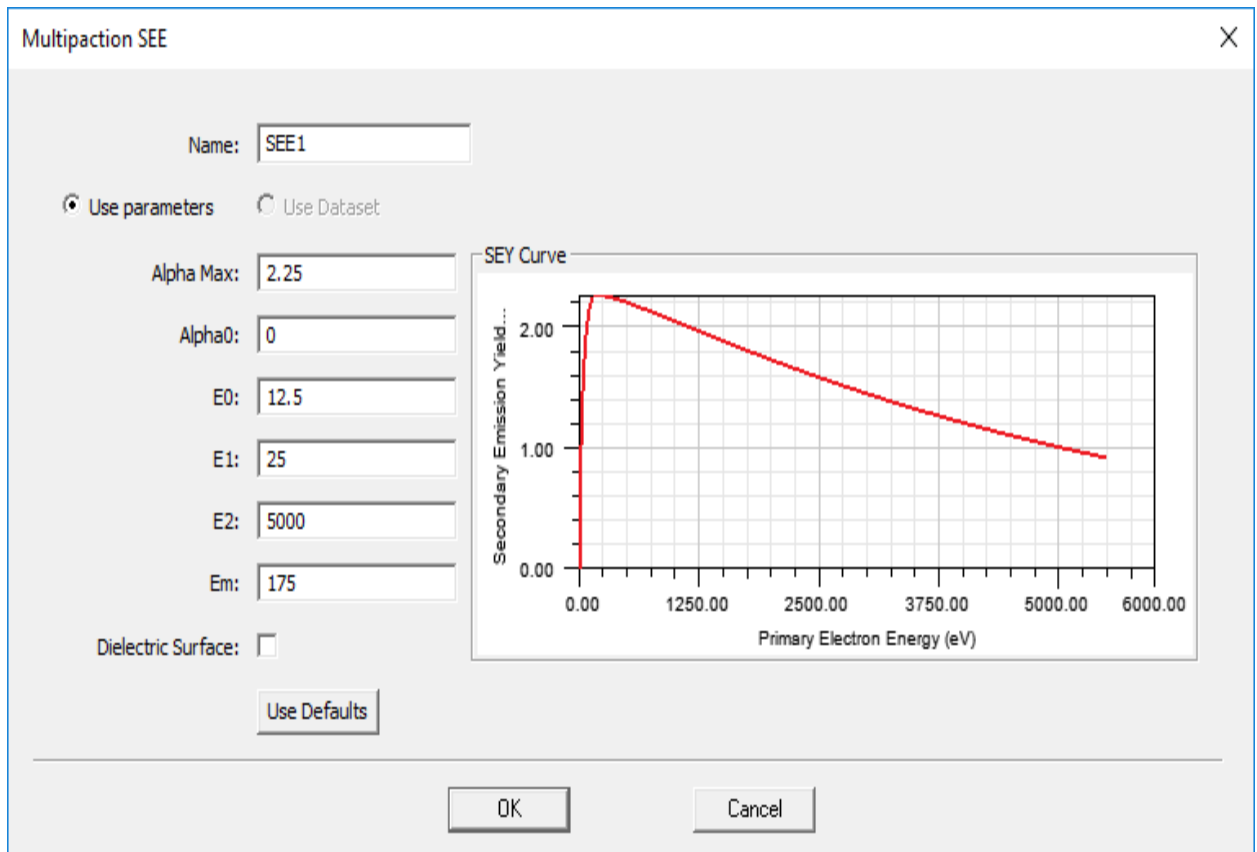 Multipaction SEE
Name: SEE1
Use parameters Use Dataset
Alpha Max: 2.25
Alpha0: 0
E0: 12.5
E1: 25
E2: 5000
Em: 175
Dielectric Surface:
Use Defaults
SEY Curve
Secondary Emission Yield...
2.00
1.00
0.00
0.00 1250.00 2500.00 3750.00 5000.00 6000.00
Primary Electron Energy (eV)
OK Cancel